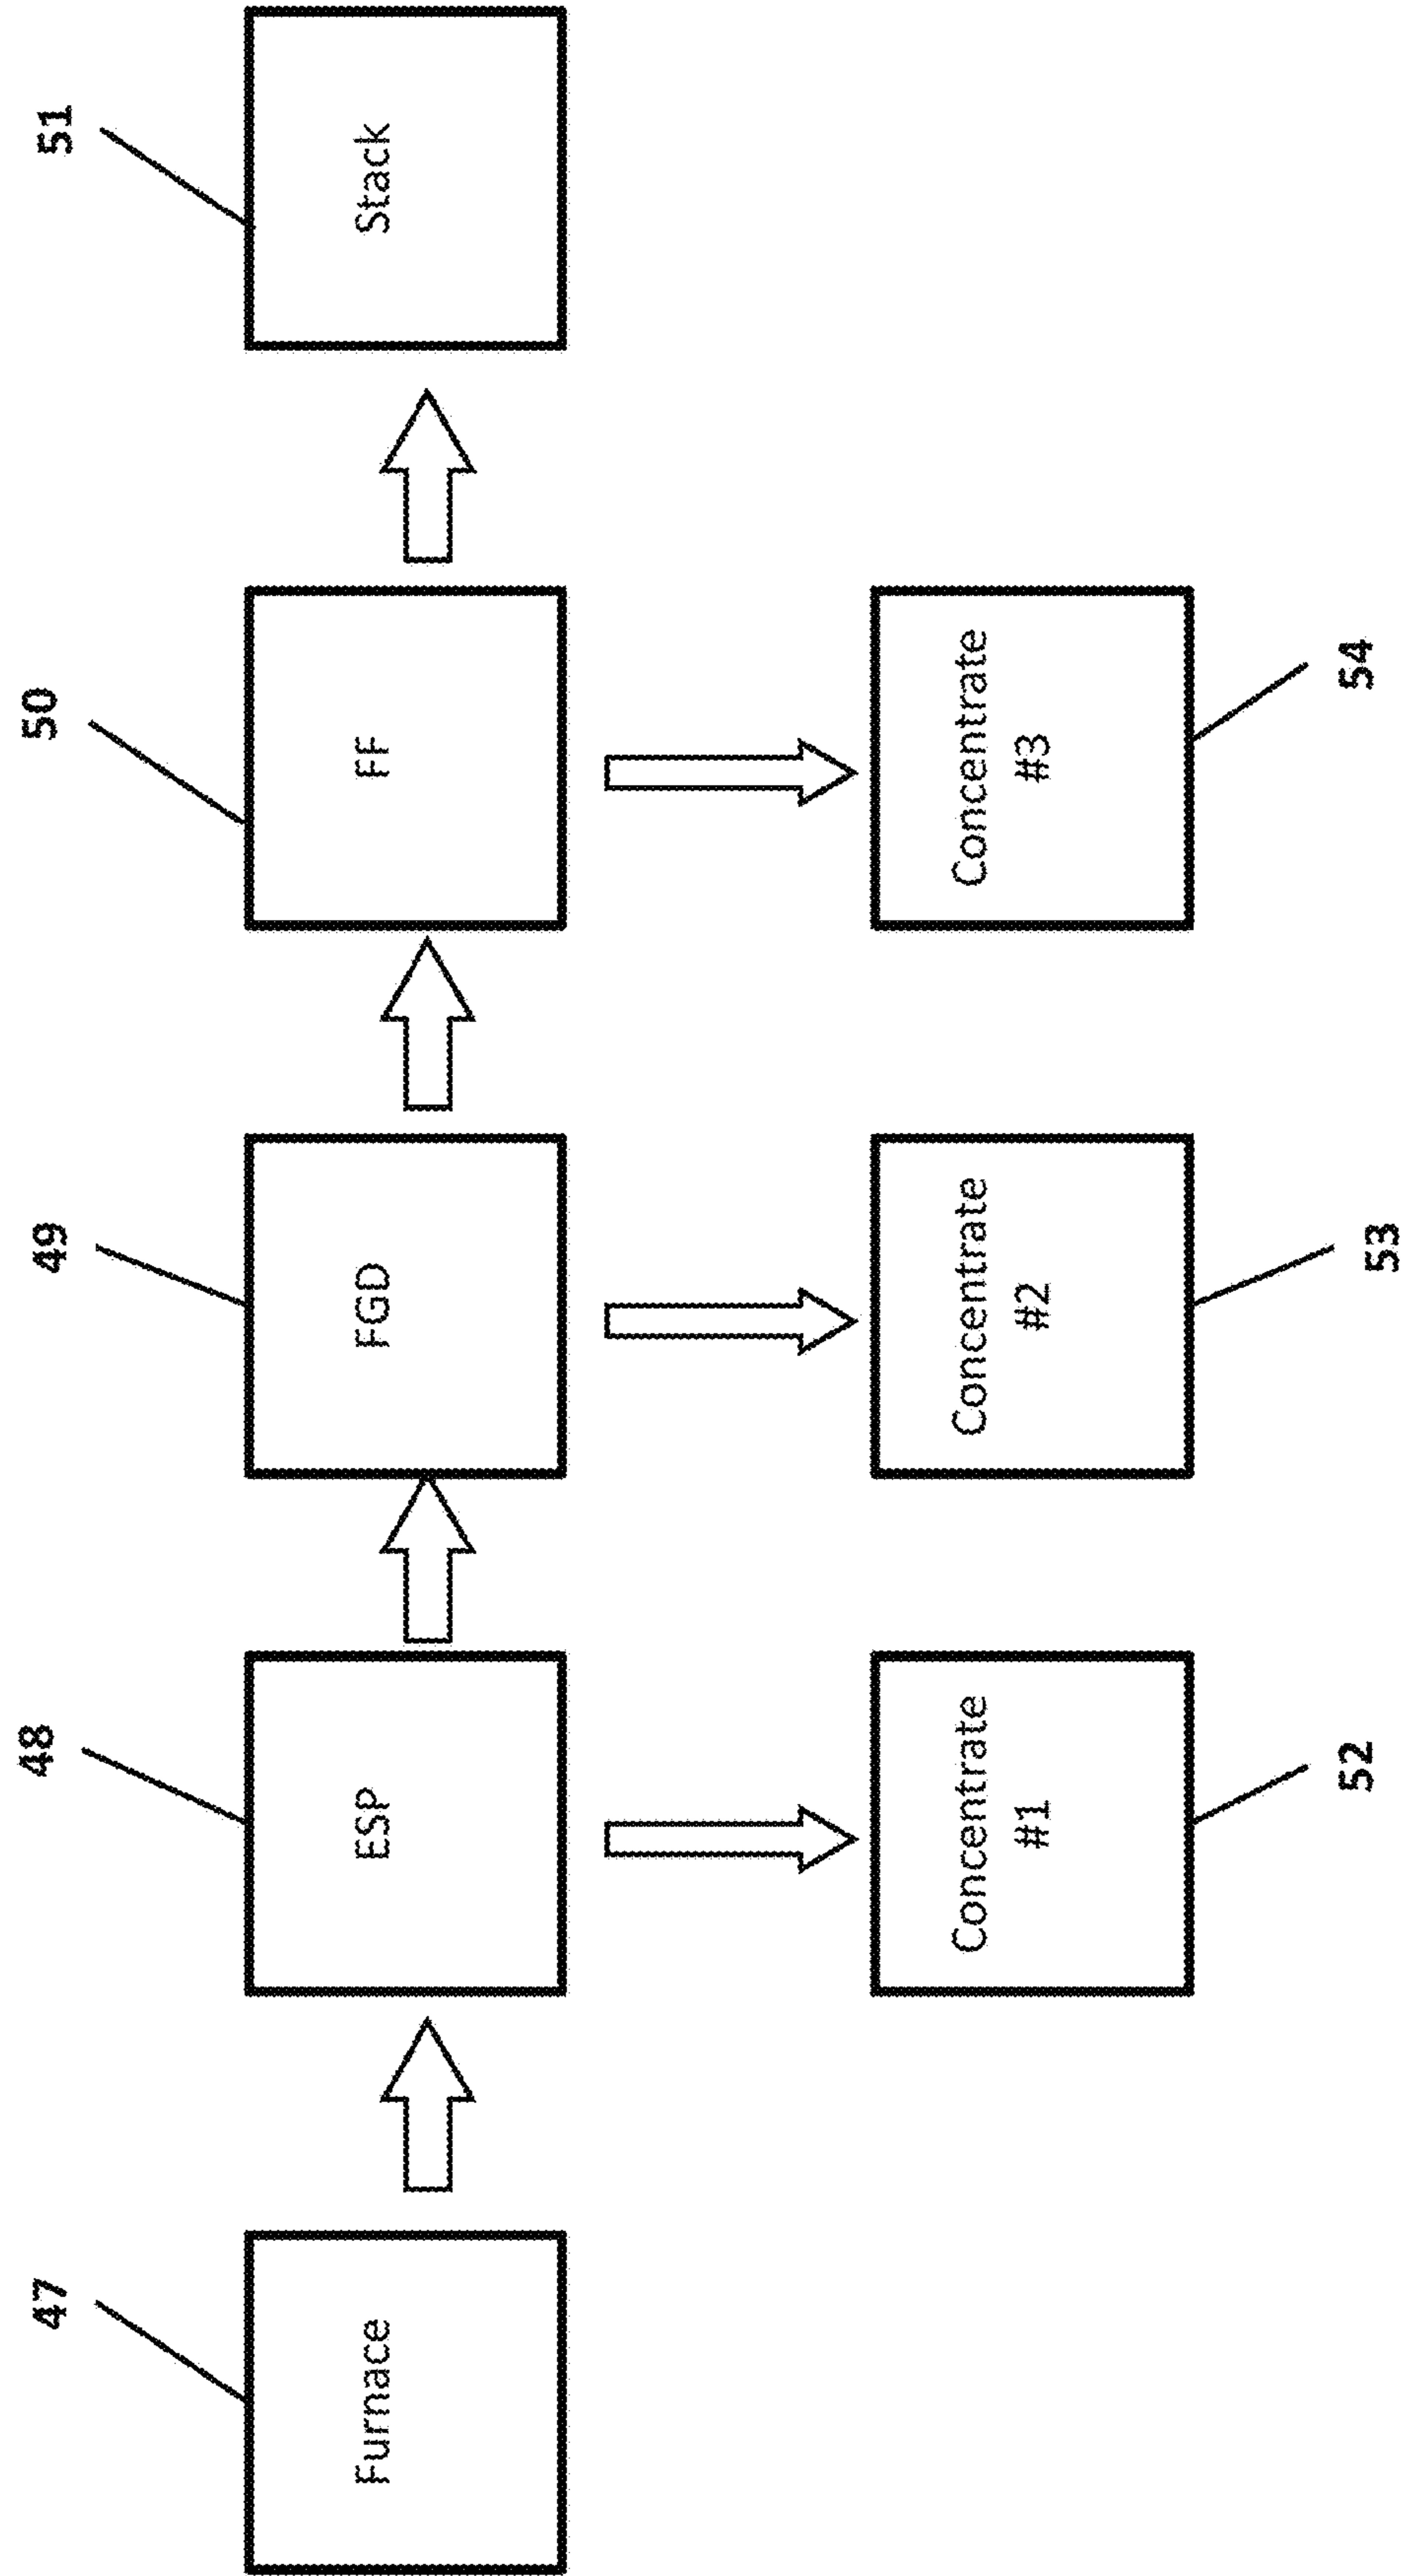 47
48
49
50
51
Furnace
ESP
FGD
FF
Stack
Concentrate
#1
Concentrate
#2
Concentrate
#3
52
53
54